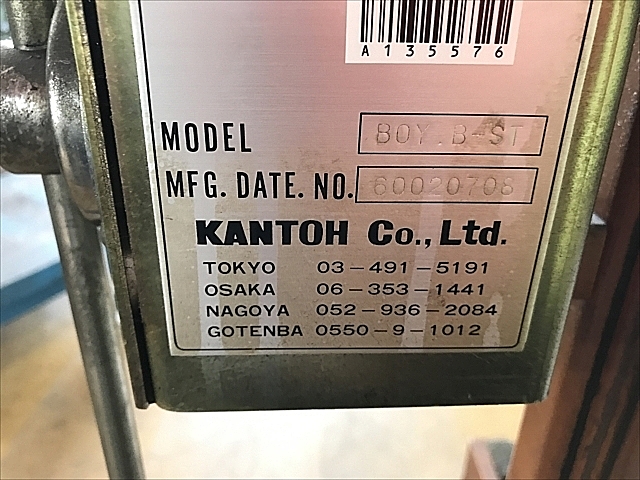 A135576
MODEL BOY.B-ST
MFG. DATE. NO. 60020708
KANTOH Co., Ltd.
TOKYO 03-491-5191
OSAKA 06-353-1441
NAGOYA 052-936-2084
GOTENBA 0550-9-1012